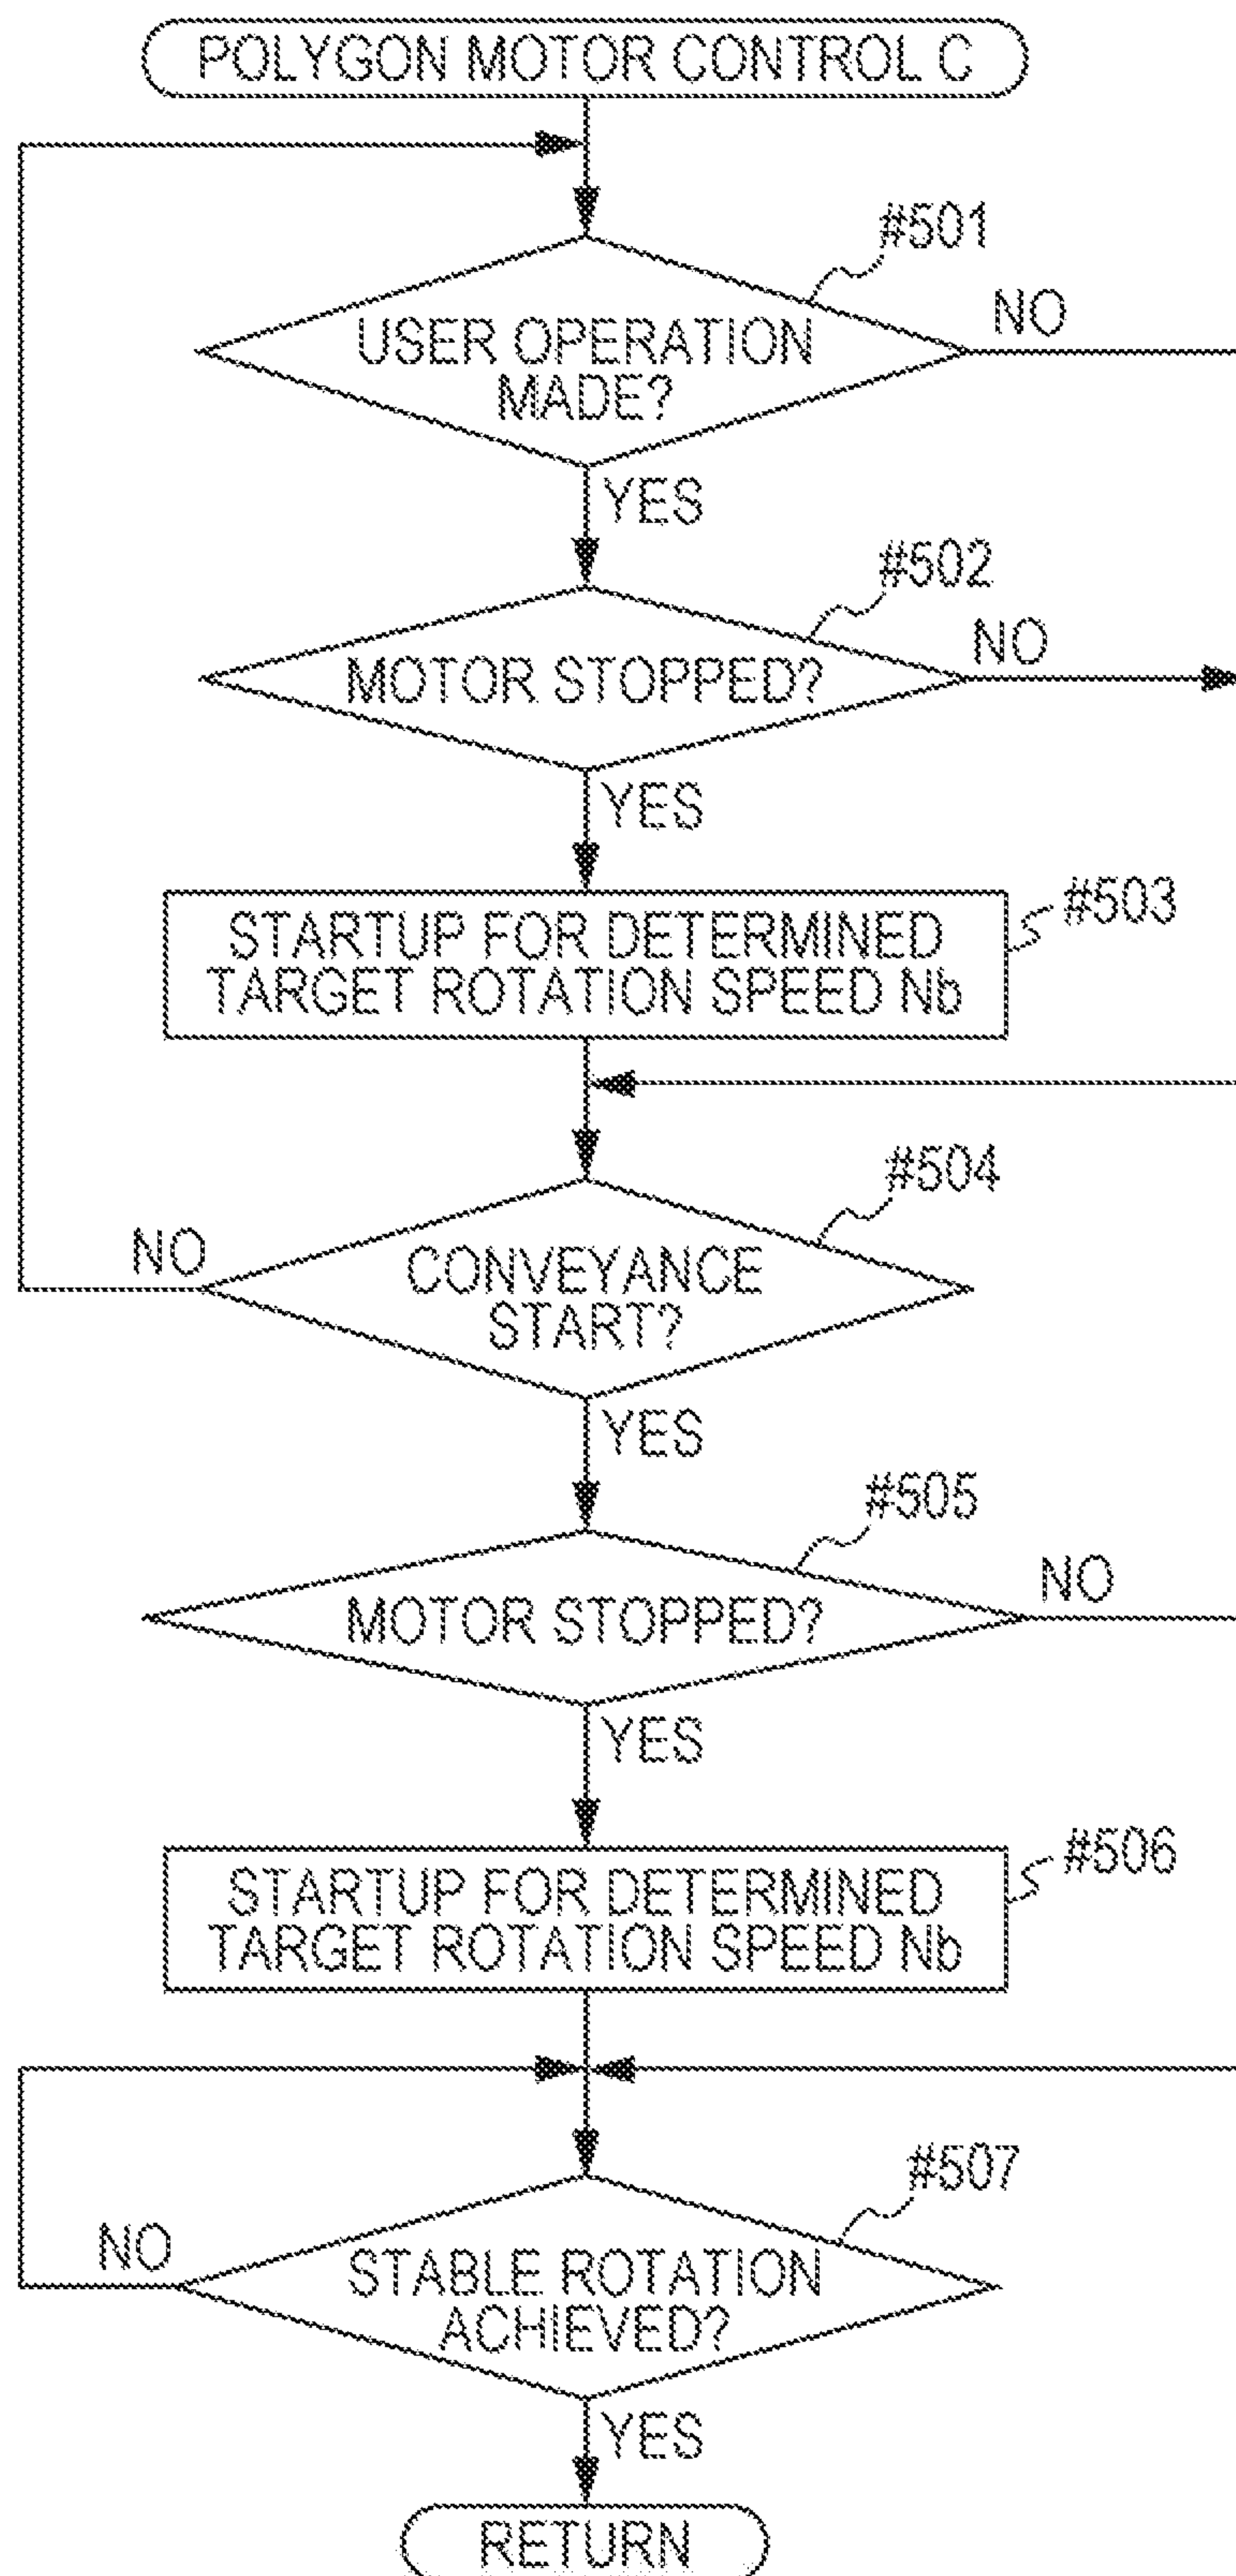 POLYGON MOTOR CONTROL C
#501
NO
USER OPERATION
MADE?
YES
#502
NO
MOTOR STOPPED?
YES
#503
STARTUP FOR DETERMINED
TARGET ROTATION SPEED Nb
#504
NO
CONVEYANCE
START?
YES
#505
NO
MOTOR STOPPED?
YES
#506
STARTUP FOR DETERMINED
TARGET ROTATION SPEED Nb
#507
NO
STABLE ROTATION
ACHIEVED?
YES
RETURN